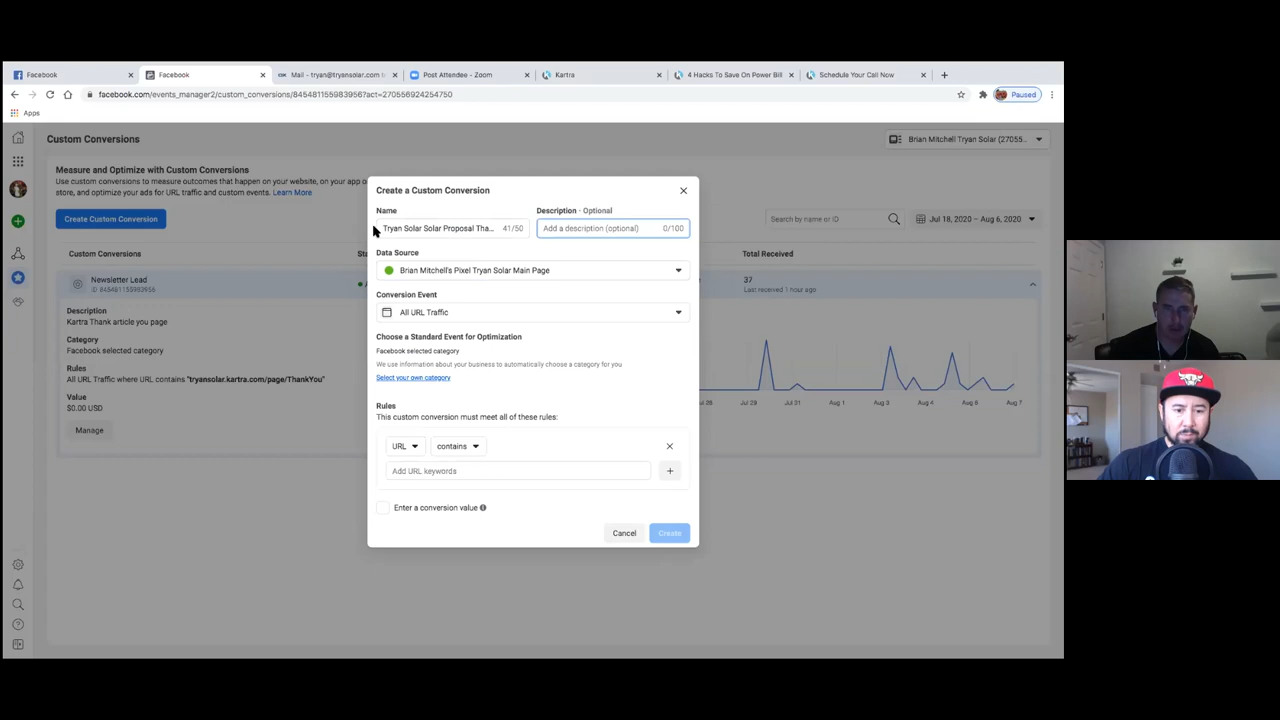 Facebook
Facebook
Mail - tryan@tryansolar.com
Post Attendee - Zoom
Kartra
4 Hacks To Save On Power Bill
Schedule Your Call Now
facebook.com/events_manager2/custom_conversions/845481155983956?act=270556924254750
Paused
Apps
Custom Conversions
Brian Mitchell Tryan Solar (27055...
Measure and Optimize with Custom Conversions
Use custom conversions to measure outcomes that happen on your website, on your app o
store, and optimize your ads for URL traffic and custom events. Learn More
Create Custom Conversion
Search by name or ID
Jul 18, 2020 – Aug 6, 2020
Custom Conversions
Sta
Total Received
Newsletter Lead
ID 845481155983956
37
Last received 1 hour ago
Description
Kartra Thank article you page
Category
Facebook selected category
Rules
All URL Traffic where URL contains "tryansolar.kartra.com/page/ThankYou"
Value
$0.00 USD
Manage
Jul 29
Jul 31
Aug 1
Aug 3
Aug 4
Aug 6
Aug 7
Create a Custom Conversion
Name
Description - Optional
Tryan Solar Solar Proposal Tha...
41/50
Add a description (optional)
0/100
Data Source
Brian Mitchell's Pixel Tryan Solar Main Page
Conversion Event
All URL Traffic
Choose a Standard Event for Optimization
Facebook selected category
We use information about your business to automatically choose a category for you
Select your own category
Rules
This custom conversion must meet all of these rules:
URL
contains
Add URL keywords
Enter a conversion value
Cancel
Create